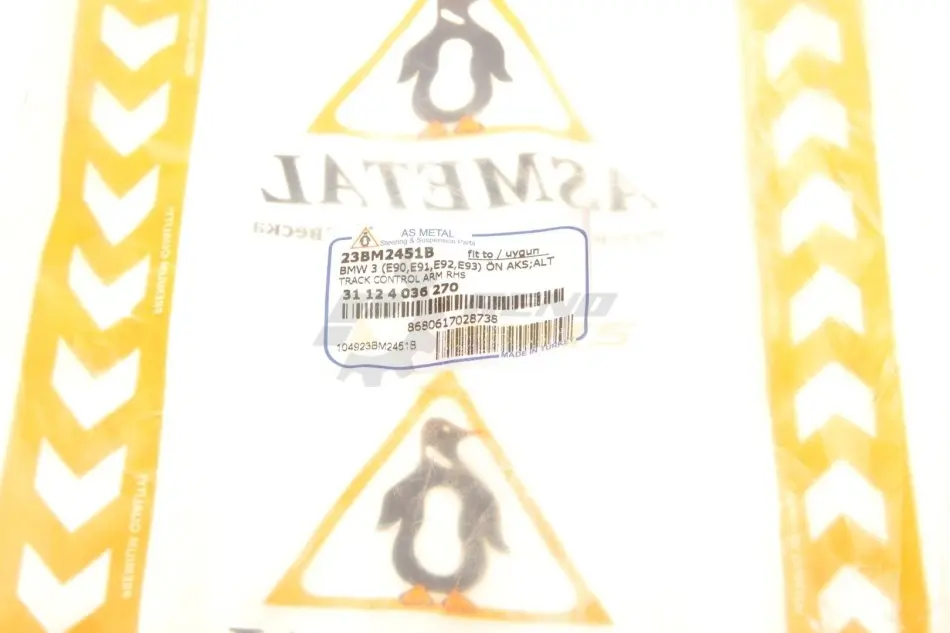 ASMETAL
AS METAL
Steering & Suspension Parts
23BM2451B fit to / uygun
BMW 3 (E90,E91,E92,E93) ÖN AKS;ALT
TRACK CONTROL ARM RHS
31 12 4 036 270
8680617028738
104923BM2451B
MADE IN TURKEY